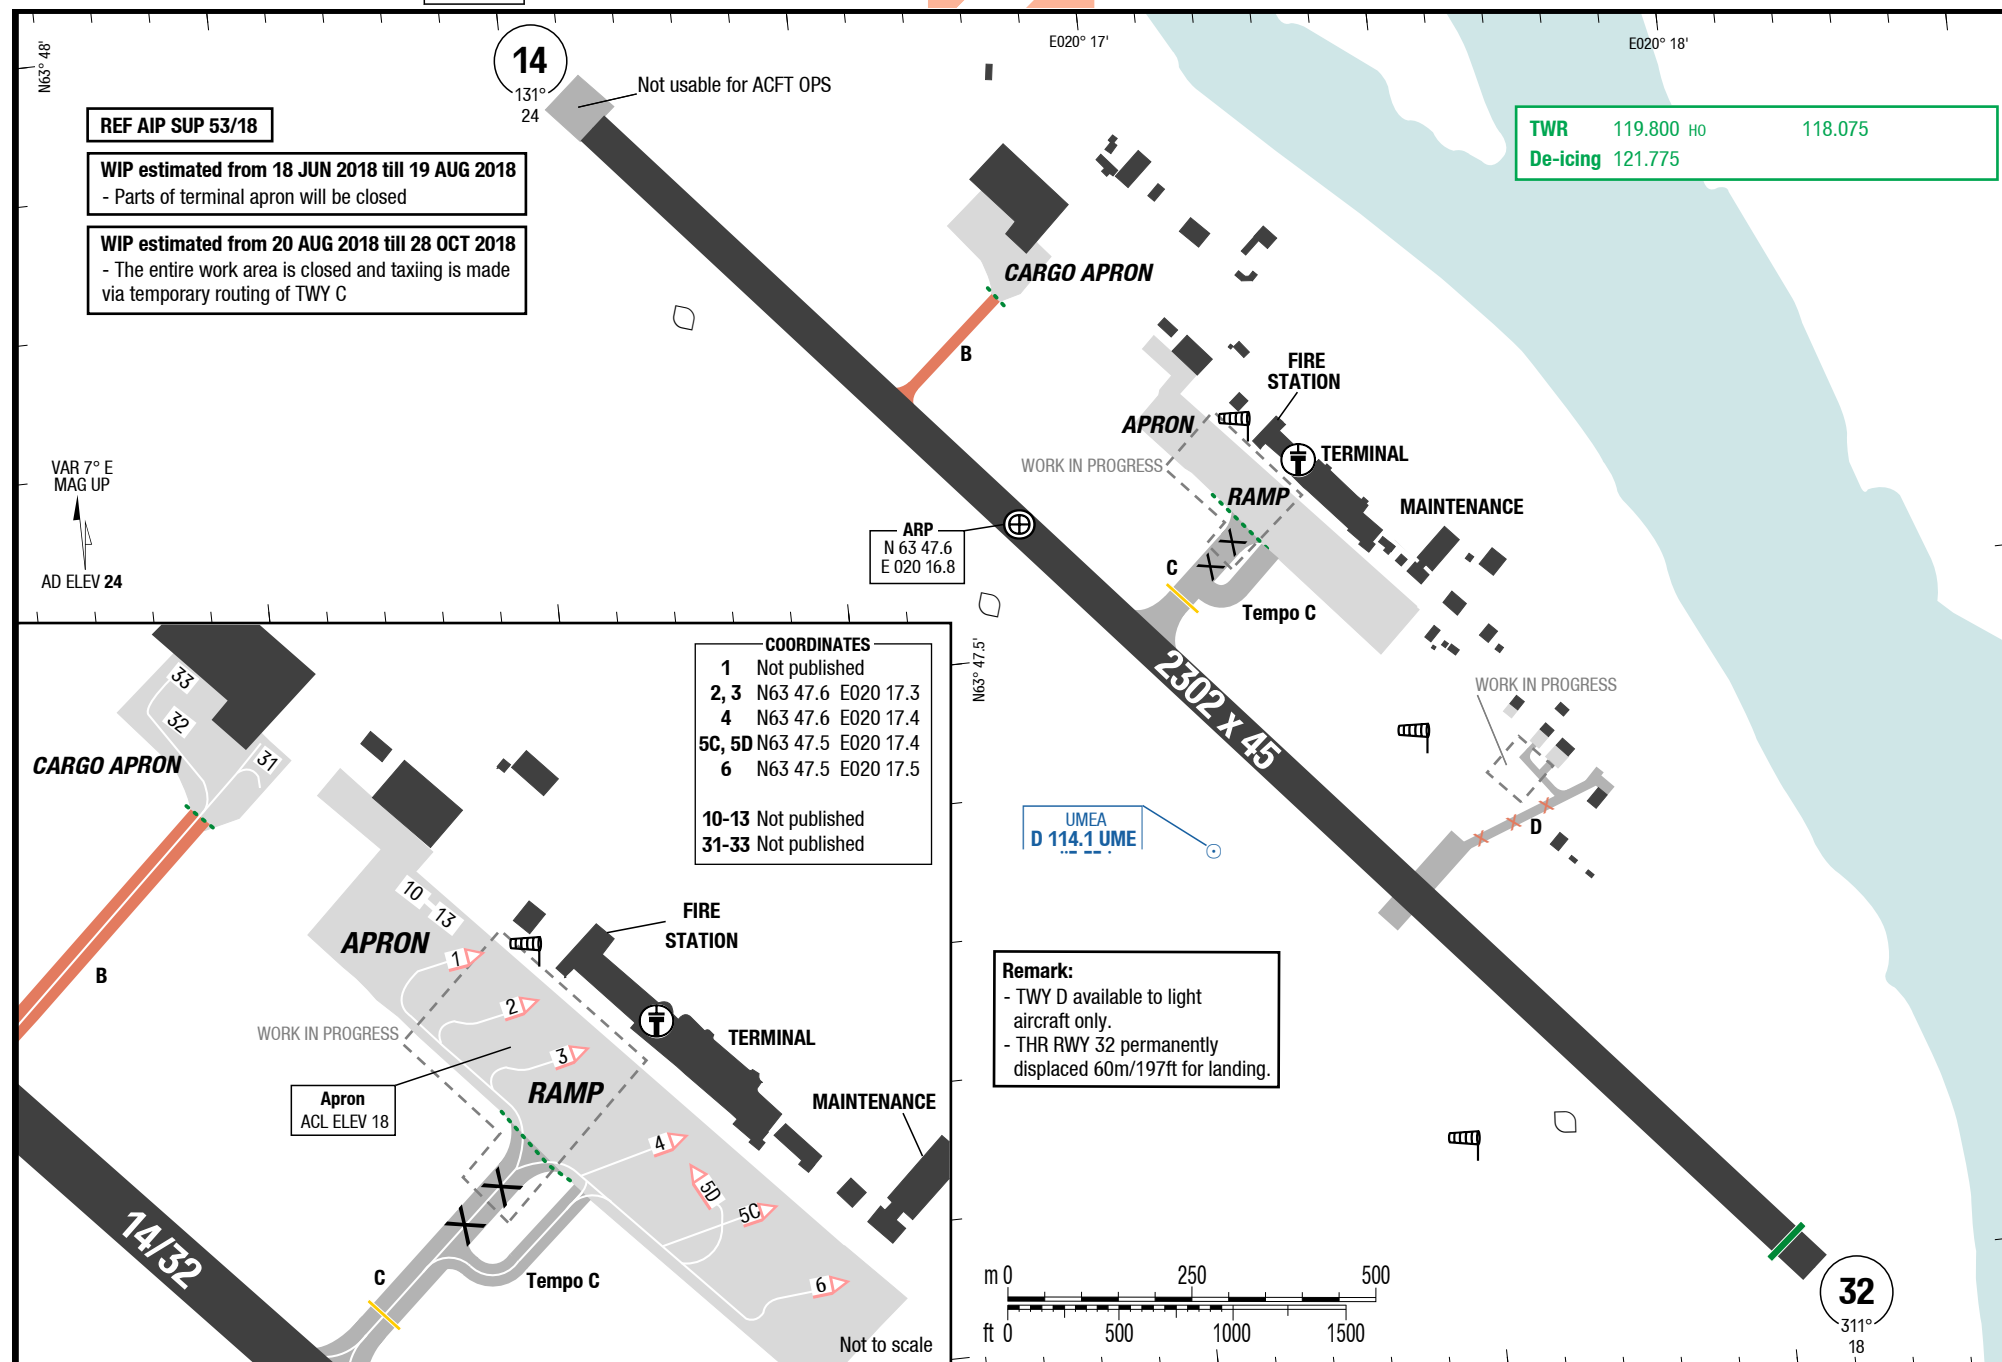 N63° 48'
E020° 17'
E020° 18'
14
131°
24
Not usable for ACFT OPS
REF AIP SUP 53/18
WIP estimated from 18 JUN 2018 till 19 AUG 2018
- Parts of terminal apron will be closed
WIP estimated from 20 AUG 2018 till 28 OCT 2018
- The entire work area is closed and taxiing is made
via temporary routing of TWY C
TWR 119.800 HO 118.075
De-icing 121.775
CARGO APRON
B
FIRE
STATION
APRON
TERMINAL
WORK IN PROGRESS
RAMP
MAINTENANCE
VAR 7° E
MAG UP
AD ELEV 24
ARP
N 63 47.6
E 020 16.8
C
Tempo C
N63° 47.5'
2302 x 45
WORK IN PROGRESS
D
UMEA
D 114.1 UME
Remark:
- TWY D available to light
aircraft only.
- THR RWY 32 permanently
displaced 60m/197ft for landing.
m 0 250 500
ft 0 500 1000 1500
32
311°
18
COORDINATES
1 Not published
2, 3 N63 47.6 E020 17.3
4 N63 47.6 E020 17.4
5C, 5D N63 47.5 E020 17.4
6 N63 47.5 E020 17.5
10-13 Not published
31-33 Not published
33
32
31
CARGO APRON
B
10 - 13
APRON
FIRE
STATION
1
2
3
WORK IN PROGRESS
TERMINAL
RAMP
Apron
ACL ELEV 18
MAINTENANCE
4
5D
5C
6
14/32
C
Tempo C
Not to scale